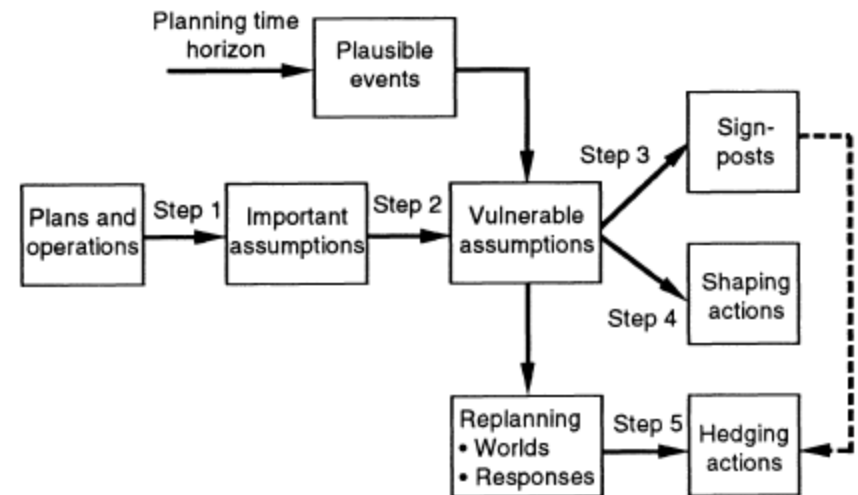 Planning time
horizon
Plausible
events
Sign-
posts
Step 3
Plans and
operations
Step 1
Important
assumptions
Step 2
Vulnerable
assumptions
Shaping
actions
Step 4
Replanning
• Worlds
• Responses
Step 5
Hedging
actions